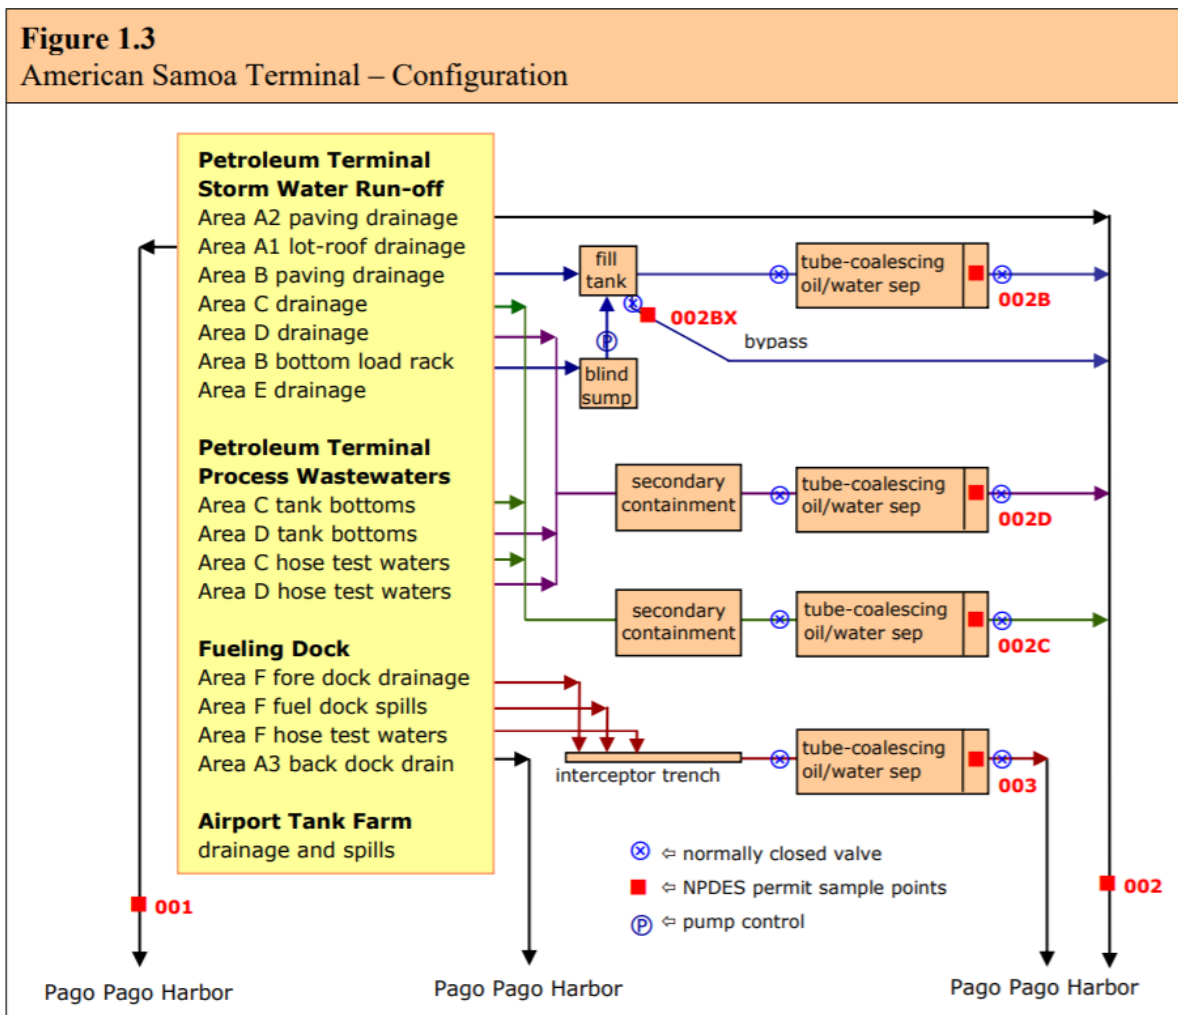 Figure 1.3
American Samoa Terminal – Configuration
Petroleum Terminal
Storm Water Run-off
Area A2 paving drainage
Area A1 lot-roof drainage
Area B paving drainage
Area C drainage
Area D drainage
Area B bottom load rack
Area E drainage
Petroleum Terminal
Process Wastewaters
Area C tank bottoms
Area D tank bottoms
Area C hose test waters
Area D hose test waters
Fueling Dock
Area F fore dock drainage
Area F fuel dock spills
Area F hose test waters
Area A3 back dock drain
Airport Tank Farm
drainage and spills
fill
tank
tube-coalescing
oil/water sep
002B
002BX
bypass
P
blind
sump
secondary
containment
tube-coalescing
oil/water sep
002D
secondary
containment
tube-coalescing
oil/water sep
002C
interceptor trench
tube-coalescing
oil/water sep
003
⇦ normally closed valve
⇦ NPDES permit sample points
P ⇦ pump control
001
002
Pago Pago Harbor
Pago Pago Harbor
Pago Pago Harbor